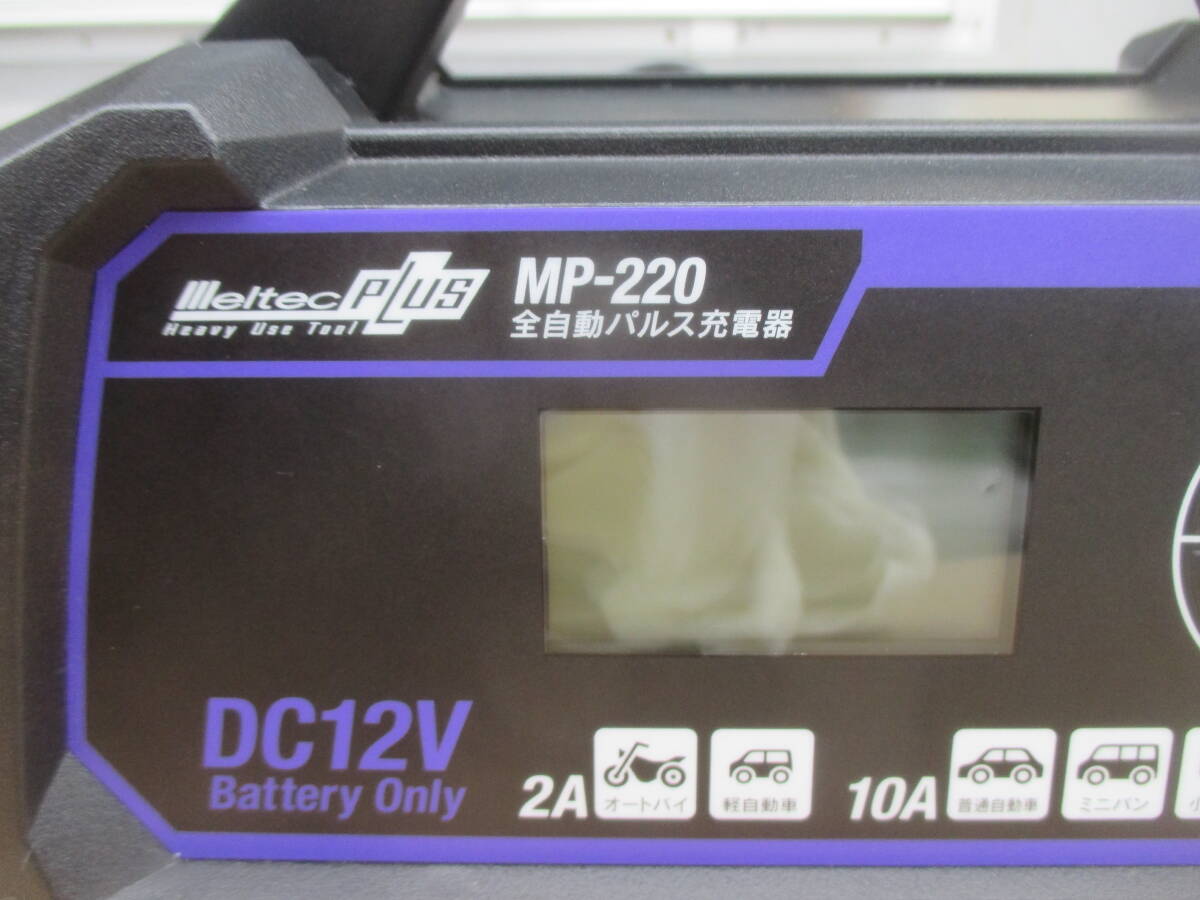 Meltec PLUS
Heavy Use Tool
MP-220
全自動パルス充電器
DC12V
Battery Only
2A
オートバイ
軽自動車
10A
普通自動車
ミニバン
小